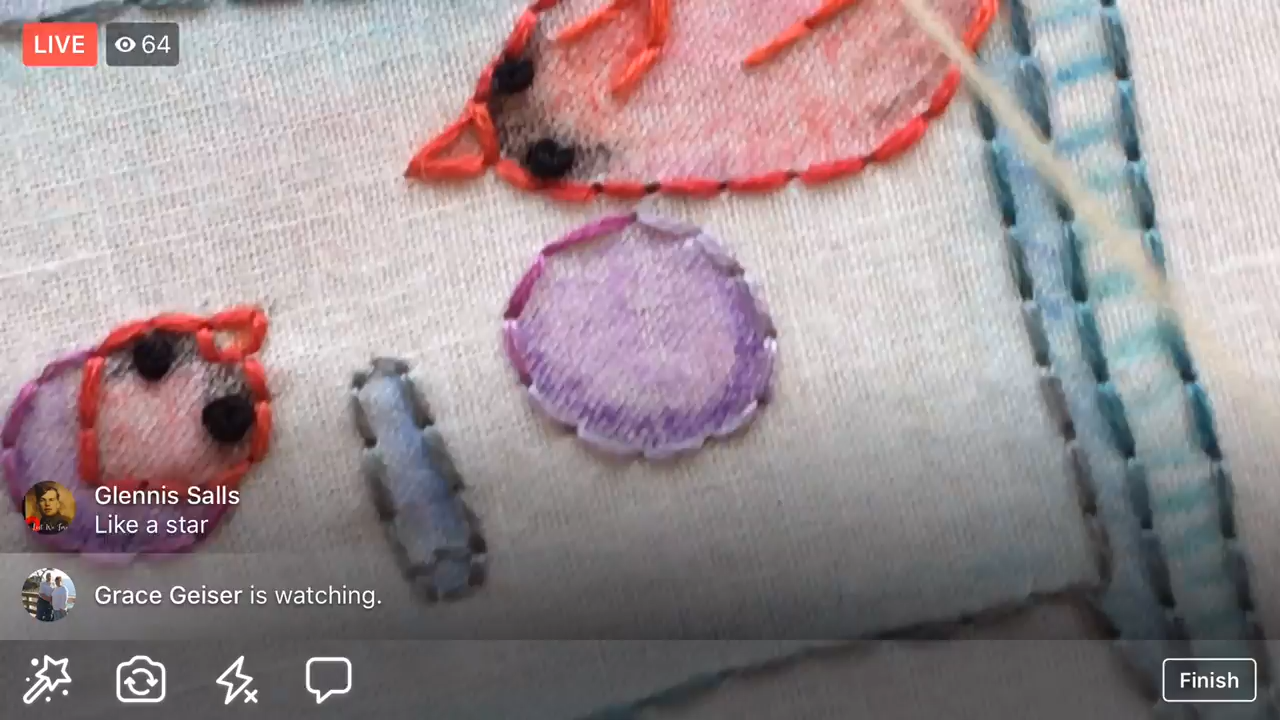 LIVE 64
Glennis Salls
Like a star
Grace Geiser is watching.
Finish